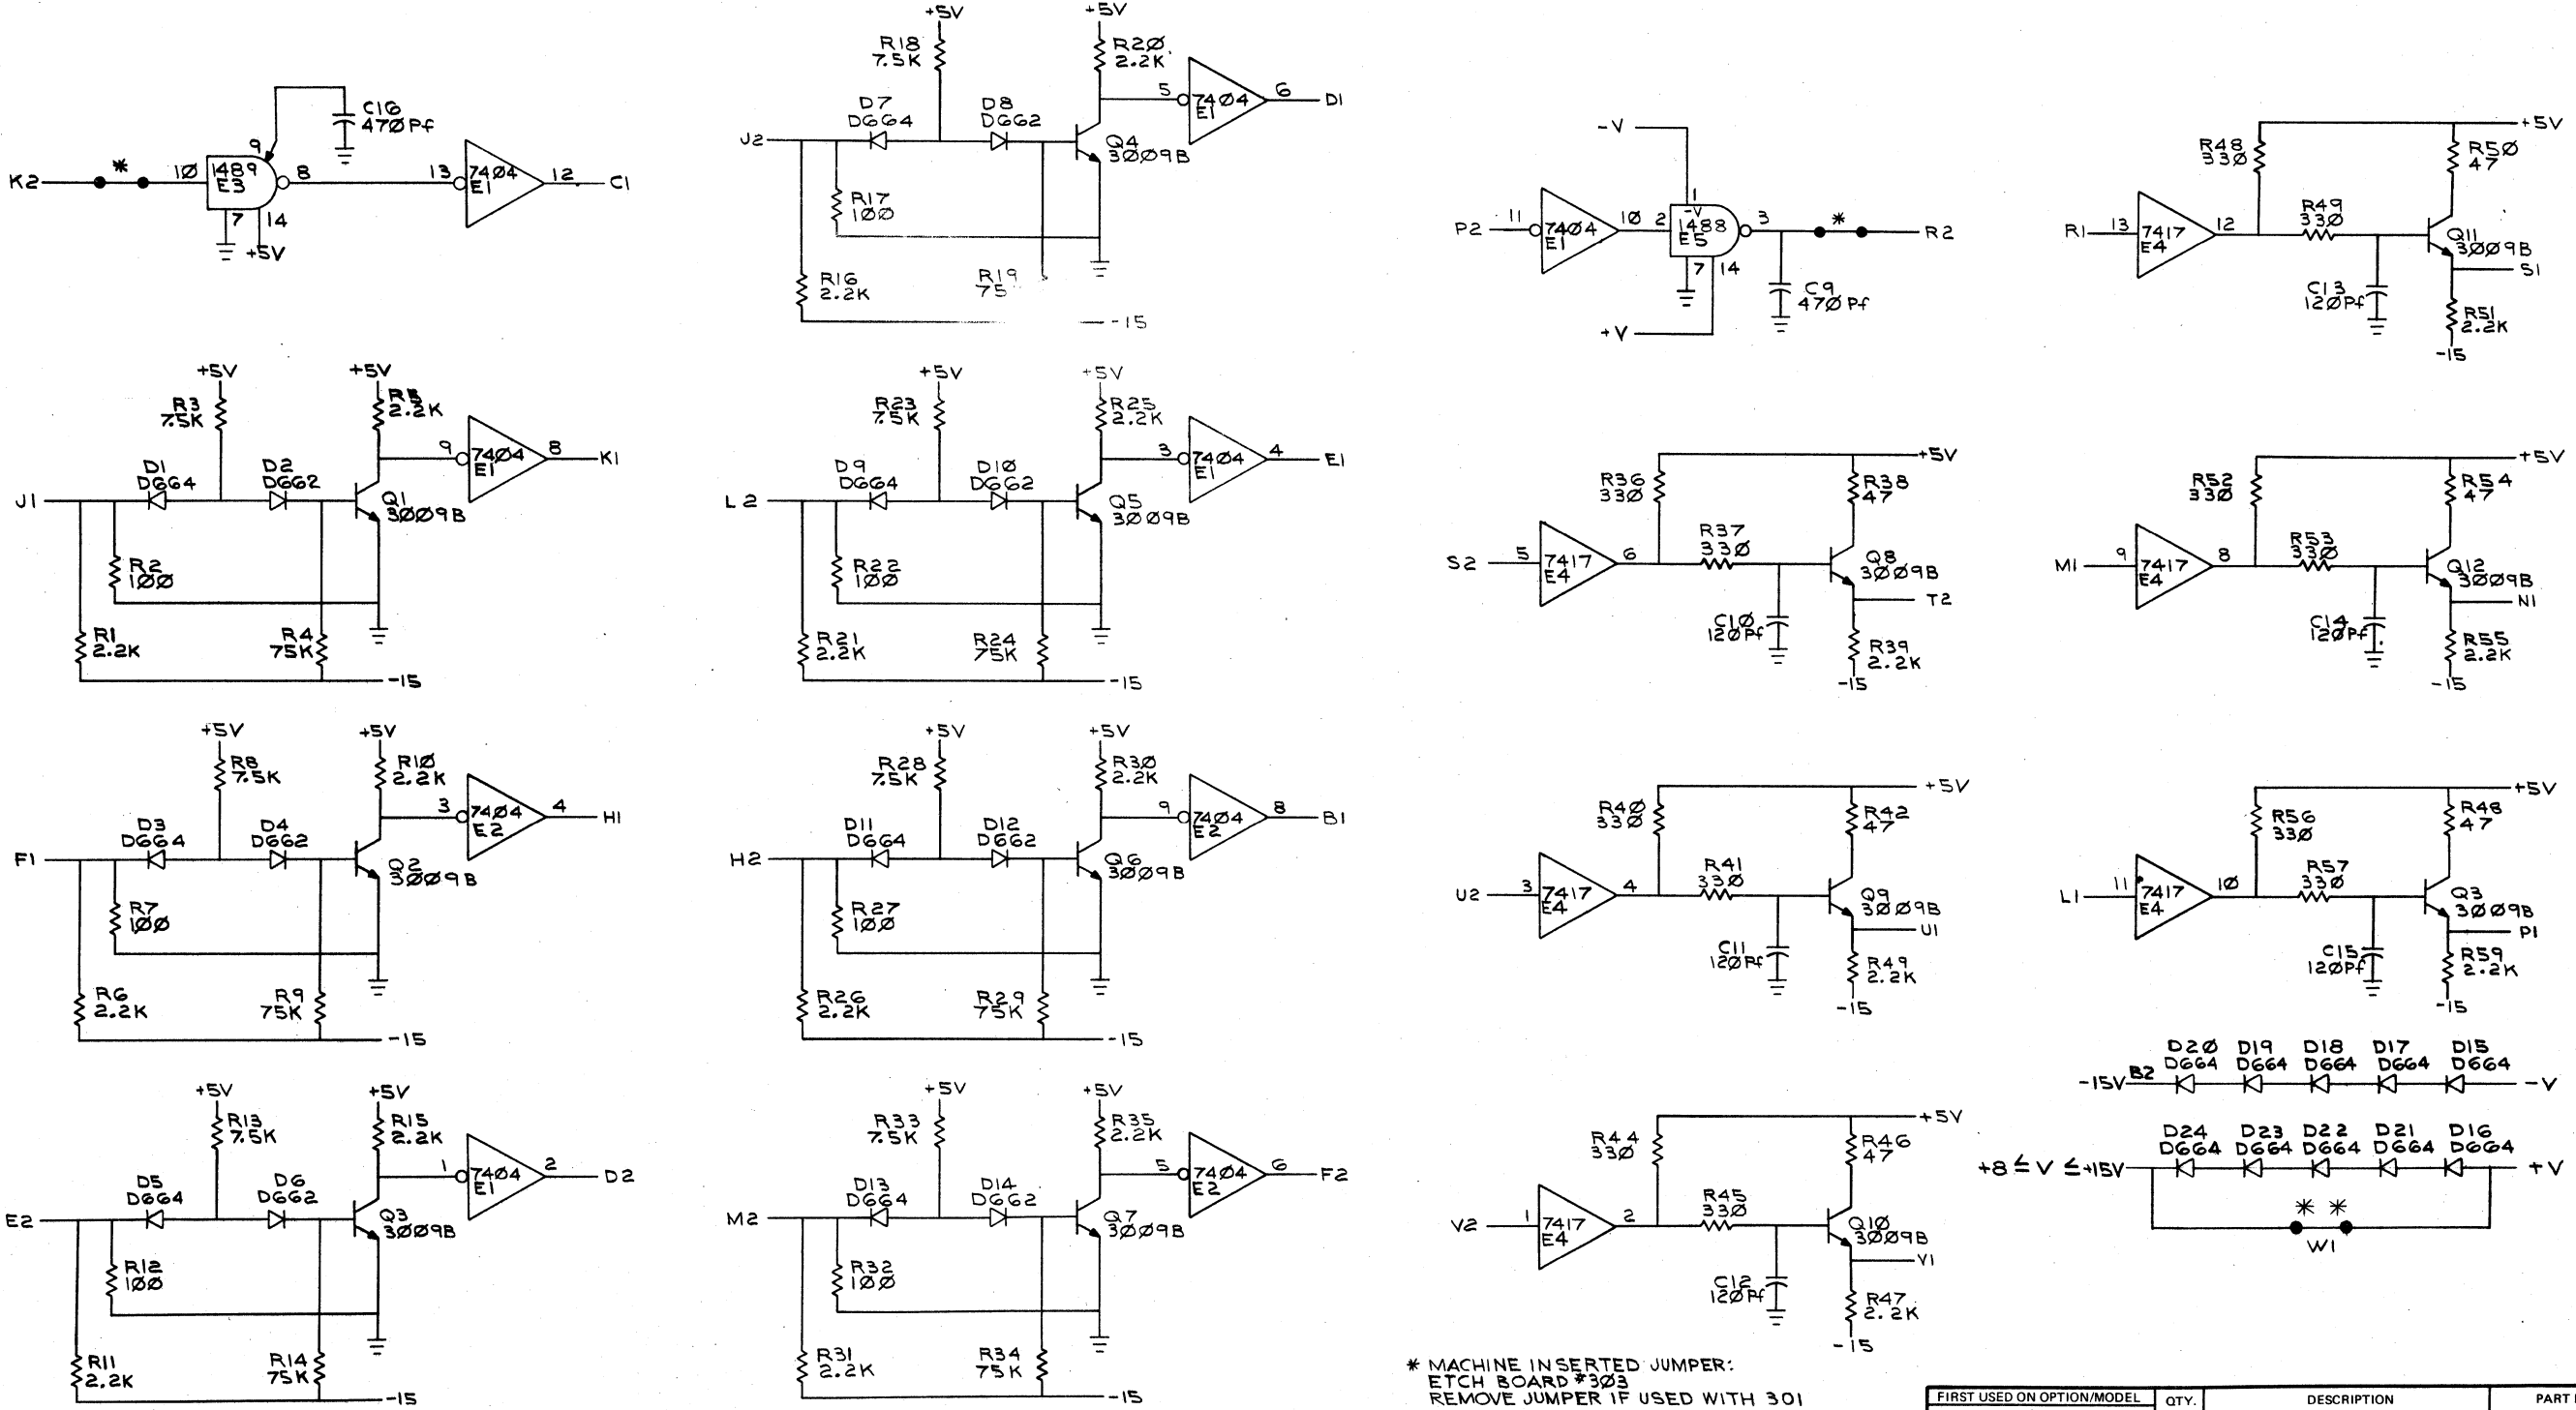 K2
*
10
9
1489
E3
8
7
14
+5V
C16
470Pf
13
7404
E1
12
C1
+5V
R18
7.5K
+5V
R20
2.2K
J2
D7
D664
D8
D662
Q4
3009B
5
7404
E1
6
D1
R17
100
R16
2.2K
R19
75
-15
-V
P2
11
7404
E1
10
2
1
-V
1488
E5
3
*
R2
7
14
C9
470Pf
+V
+5V
R48
330
R50
47
R1
13
7417
E4
12
R49
330
Q11
3009B
S1
C13
120Pf
R51
2.2K
-15
+5V
R3
7.5K
+5V
R5
2.2K
J1
D1
D664
D2
D662
Q1
3009B
9
7404
E1
8
K1
R2
100
R1
2.2K
R4
75K
-15
+5V
R23
7.5K
+5V
R25
2.2K
L2
D9
D664
D10
D662
Q5
3009B
3
7404
E1
4
E1
R22
100
R21
2.2K
R24
75K
-15
+5V
R36
330
R38
47
S2
5
7417
E4
6
R37
330
Q8
3009B
T2
C10
120Pf
R39
2.2K
-15
+5V
R52
330
R54
47
M1
9
7417
E4
8
R53
330
Q12
3009B
N1
C14
120Pf
R55
2.2K
-15
+5V
R8
7.5K
+5V
R10
2.2K
F1
D3
D664
D4
D662
Q2
3009B
3
7404
E2
4
H1
R7
100
R6
2.2K
R9
75K
-15
+5V
R28
7.5K
+5V
R30
2.2K
H2
D11
D664
D12
D662
Q6
3009B
9
7404
E2
8
B1
R27
100
R26
2.2K
R29
75K
-15
+5V
R40
330
R42
47
U2
3
7417
E4
4
R41
330
Q9
3009B
U1
C11
120Pf
R49
2.2K
-15
+5V
R56
330
R48
47
L1
11
7417
E4
10
R57
330
Q3
3009B
P1
C15
120Pf
R59
2.2K
-15
+5V
R13
7.5K
+5V
R15
2.2K
E2
D5
D664
D6
D662
Q3
3009B
1
7404
E1
2
D2
R12
100
R11
2.2K
R14
75K
-15
+5V
R33
7.5K
+5V
R35
2.2K
M2
D13
D664
D14
D662
Q7
3009B
5
7404
E2
6
F2
R32
100
R31
2.2K
R34
75K
-15
+5V
R44
330
R46
47
V2
1
7417
E4
2
R45
330
Q10
3009B
V1
C12
120Pf
R47
2.2K
-15
D20 D19 D18 D17 D15
D664 D664 D664 D664 D664
-15V B2 -V
D24 D23 D22 D21 D16
D664 D664 D664 D664 D664
+8 ≤ V ≤ +15V +V
* *
W1
* MACHINE INSERTED JUMPER:
ETCH BOARD #303
REMOVE JUMPER IF USED WITH 301
FIRST USED ON OPTION/MODEL QTY. DESCRIPTION PART